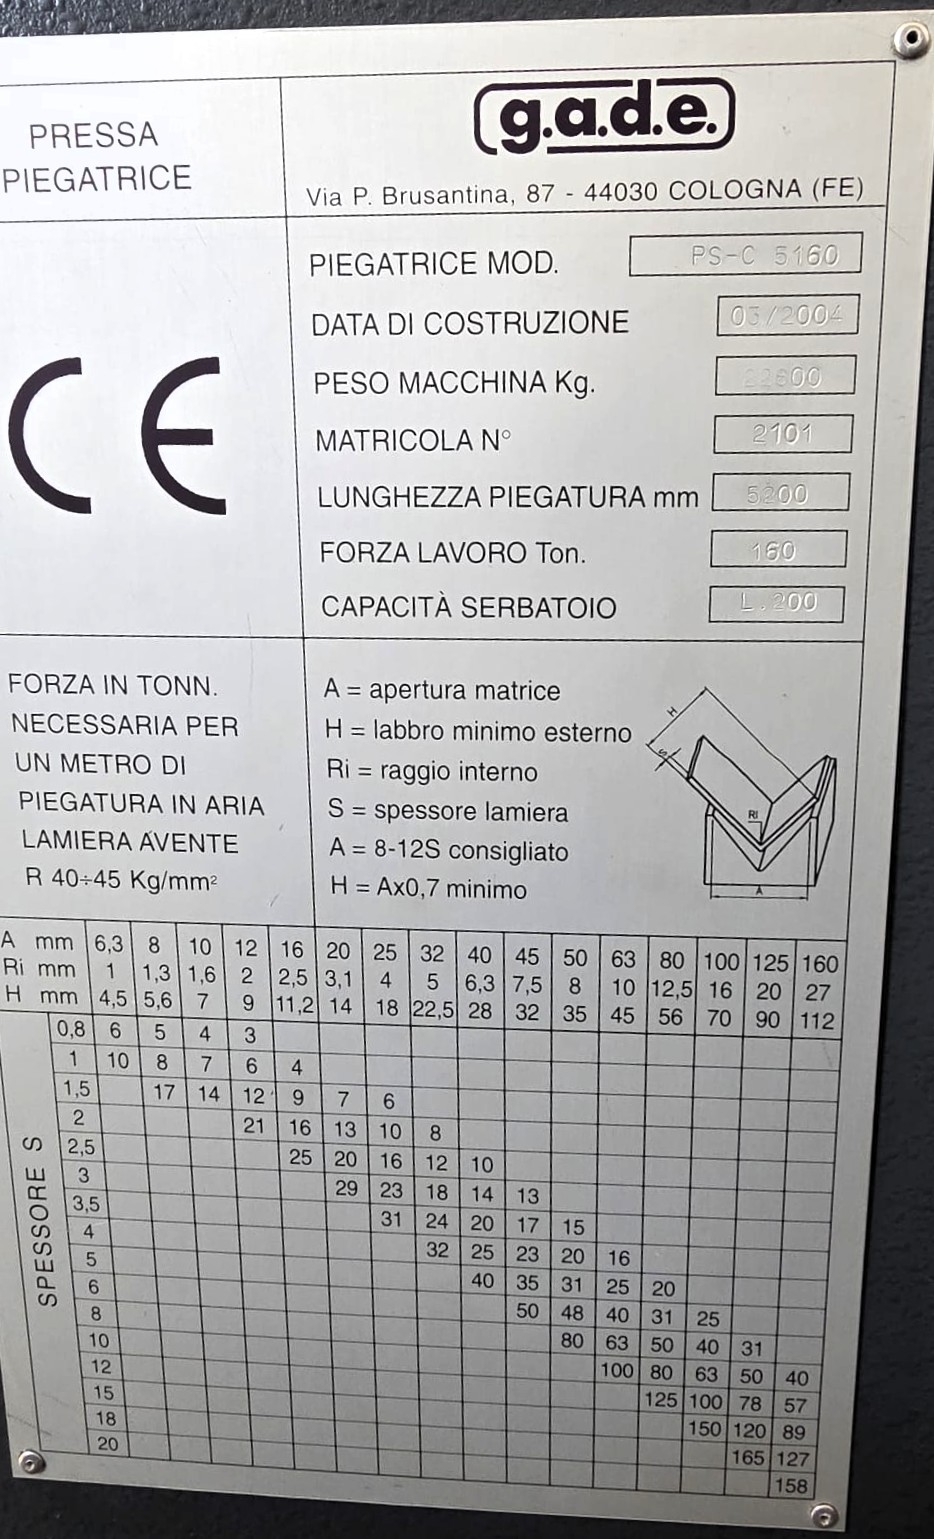 g.a.d.e.
PRESSA
PIEGATRICE
Via P. Brusantina, 87 - 44030 COLOGNA (FE)
CE
PIEGATRICE MOD. PS-C 5160
DATA DI COSTRUZIONE 03/2004
PESO MACCHINA Kg. 22600
MATRICOLA N° 2101
LUNGHEZZA PIEGATURA mm 5200
FORZA LAVORO Ton. 160
CAPACITÀ SERBATOIO L.200
FORZA IN TONN.
NECESSARIA PER
UN METRO DI
PIEGATURA IN ARIA
LAMIERA AVENTE
R 40÷45 Kg/mm²
A = apertura matrice
H = labbro minimo esterno
Ri = raggio interno
S = spessore lamiera
A = 8-12S consigliato
H = Ax0,7 minimo
H
S
RI
A
A mm 6,3 8 10 12 16 20 25 32 40 45 50 63 80 100 125 160
Ri mm 1 1,3 1,6 2 2,5 3,1 4 5 6,3 7,5 8 10 12,5 16 20 27
H mm 4,5 5,6 7 9 11,2 14 18 22,5 28 32 35 45 56 70 90 112
SPESSORE S
0,8 6 5 4 3
1 10 8 7 6 4
1,5 17 14 12 9 7 6
2 21 16 13 10 8
2,5 25 20 16 12 10
3 29 23 18 14 13
3,5 31 24 20 17 15
4 32 25 23 20 16
5 40 35 31 25 20
6 50 48 40 31 25
8 80 63 50 40 31
10 100 80 63 50 40
12 125 100 78 57
15 150 120 89
18 165 127
20 158